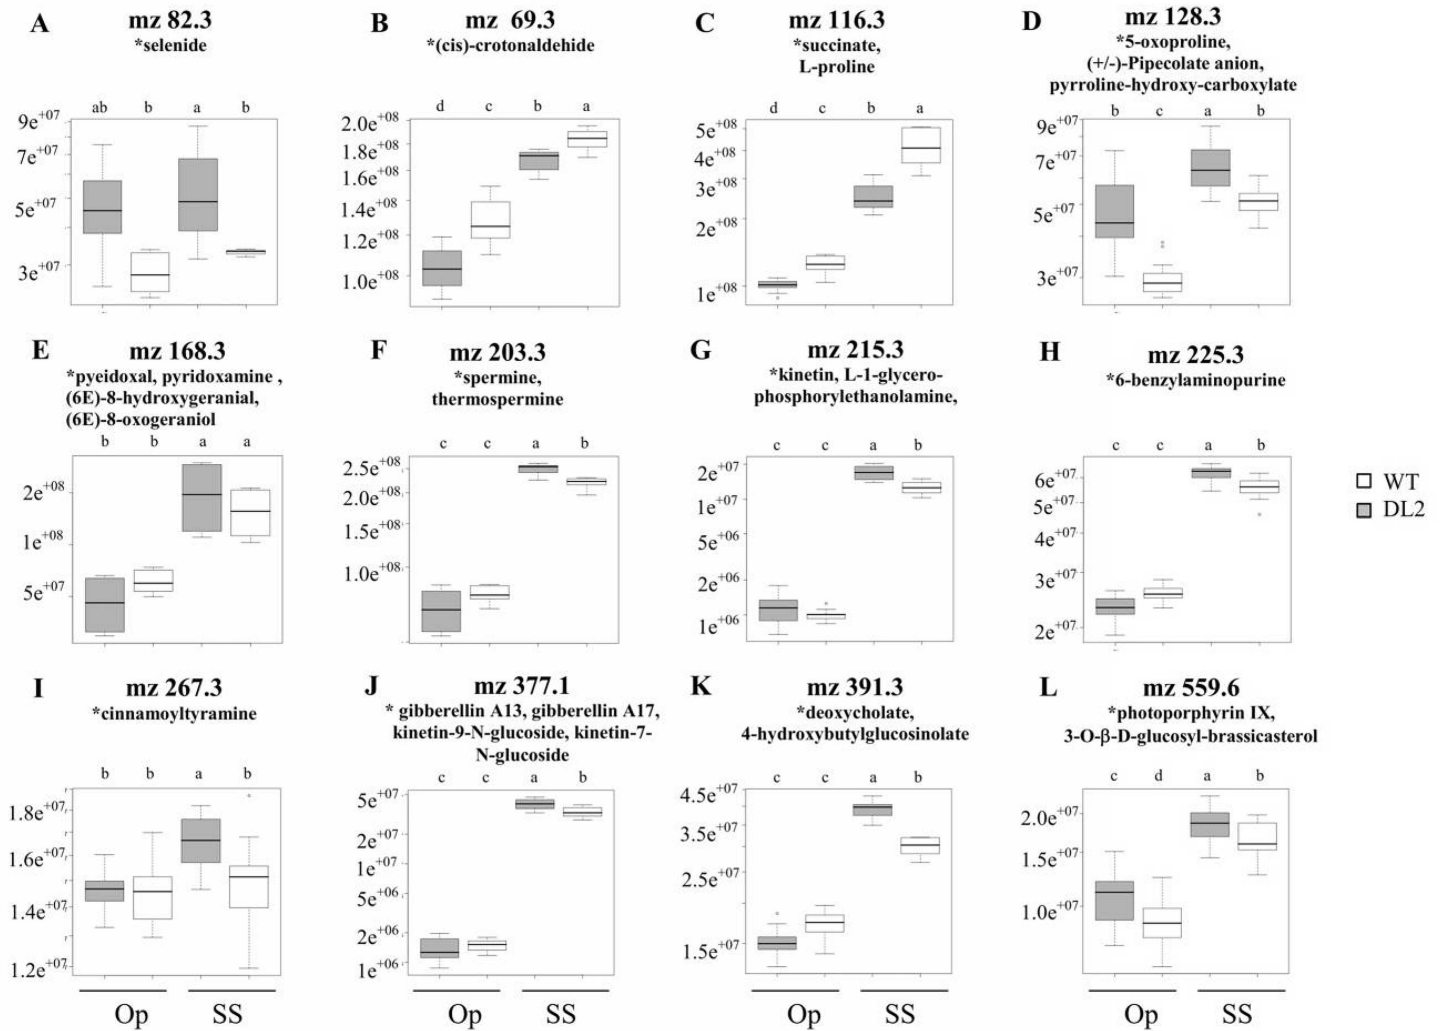 A
mz 82.3
*selenide
ab b a b
9e+07
7e+07
5e+07
3e+07
B
mz 69.3
*(cis)-crotonaldehide
d c b a
2.0e+08
1.8e+08
1.6e+08
1.4e+08
1.2e+08
1.0e+08
C
mz 116.3
*succinate,
L-proline
d c b a
5e+08
4e+08
3e+08
2e+08
1e+08
D
mz 128.3
*5-oxoproline,
(+/-)-Pipecolate anion,
pyrroline-hydroxy-carboxylate
b c a b
9e+07
7e+07
5e+07
3e+07
E
mz 168.3
*pyeidoxal, pyridoxamine ,
(6E)-8-hydroxygeranial,
(6E)-8-oxogeraniol
b b a a
2e+08
1e+08
5e+07
F
mz 203.3
*spermine,
thermospermine
c c a b
2.5e+08
2.0e+08
1.5e+08
1.0e+08
G
mz 215.3
*kinetin, L-1-glycero-
phosphorylethanolamine,
c c a b
2e+07
1e+07
5e+06
2e+06
1e+06
H
mz 225.3
*6-benzylaminopurine
c c a b
6e+07
5e+07
4e+07
3e+07
2e+07
WT
DL2
I
mz 267.3
*cinnamoyltyramine
b b a b
1.8e+07
1.6e+07
1.4e+07
1.2e+07
Op SS
J
mz 377.1
* gibberellin A13, gibberellin A17,
kinetin-9-N-glucoside, kinetin-7-
N-glucoside
c c a b
5e+07
2e+07
1e+07
5e+06
2e+06
1e+06
Op SS
K
mz 391.3
*deoxycholate,
4-hydroxybutylglucosinolate
c c a b
4.5e+07
3.5e+07
2.5e+07
1.5e+07
Op SS
L
mz 559.6
*photoporphyrin IX,
3-O-β-D-glucosyl-brassicasterol
c d a b
2.0e+07
1.5e+07
1.0e+07
Op SS